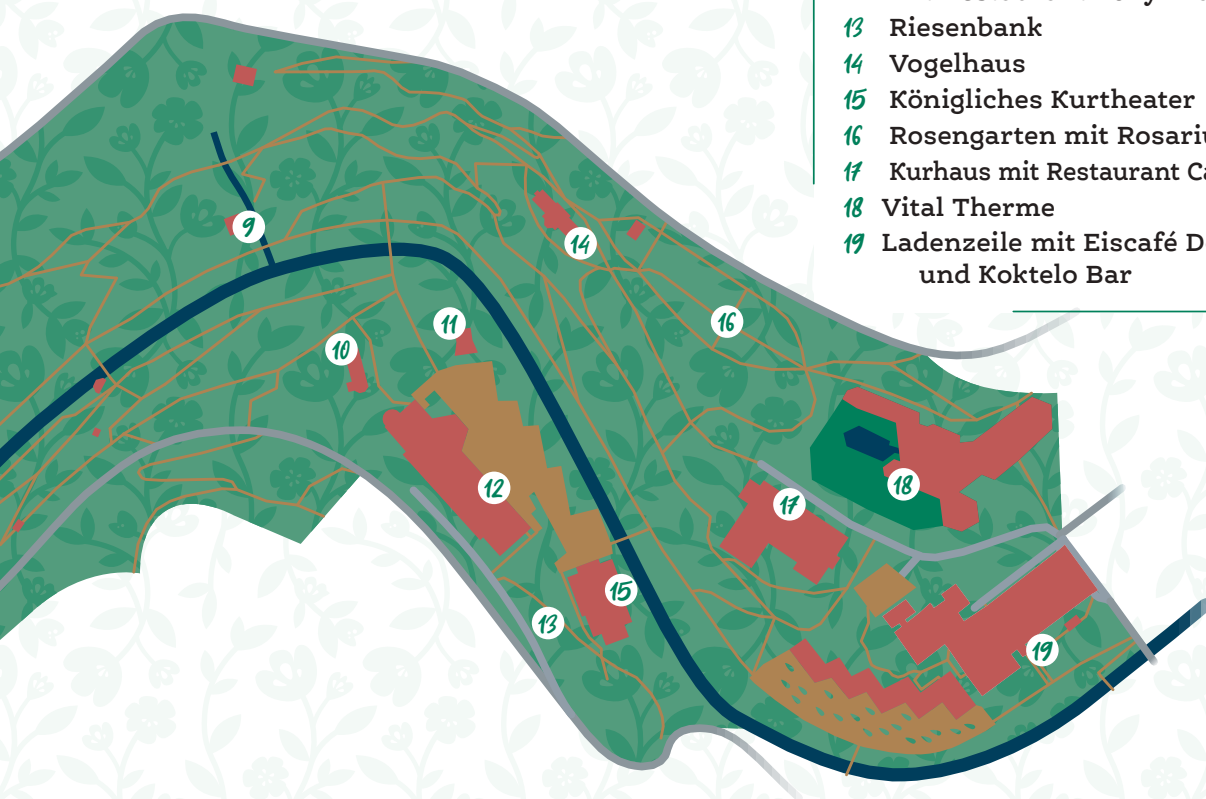 13 Riesenbank
14 Vogelhaus
15 Königliches Kurtheater
16 Rosengarten mit
17 Kurhaus mit Restaurant
18 Vital Therme
19 Ladenzeile mit Eiscafé
und Koktelo Bar
9
14
11
16
10
18
12
17
15
13
19